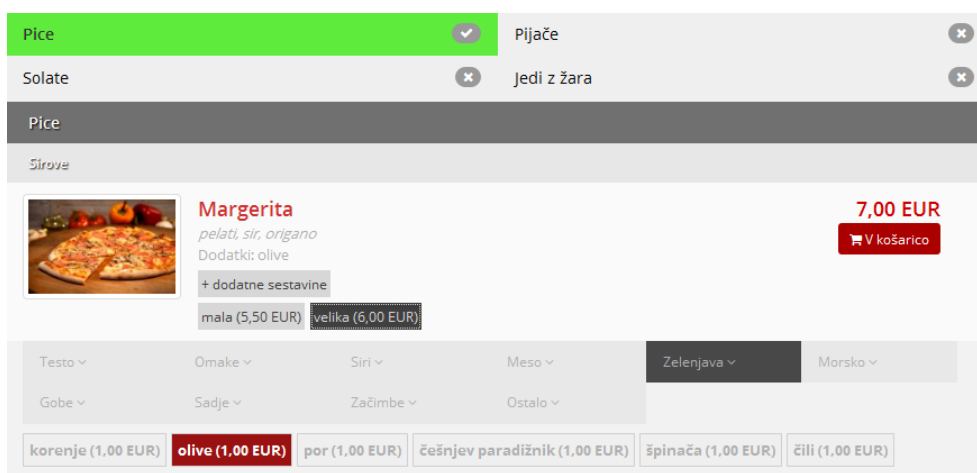 Pice
Pijače
Solate
Jedi z žara
Pice
Sirove
Margerita
7,00 EUR
pelati, sir, origano
V košarico
Dodatki: olive
+ dodatne sestavine
mala (5,50 EUR) velika (6,00 EUR)
Testo Omake Siri Meso Zelenjava Morsko
Gobe Sadje Začimbe Ostalo
korenje (1,00 EUR) olive (1,00 EUR) por (1,00 EUR) češnjev paradižnik (1,00 EUR) špinača (1,00 EUR) čili (1,00 EUR)